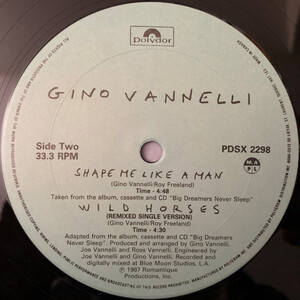 polydor
GINO VANNELLI
Side Two
33.3 RPM
PDSX 2298
M A
P L
SHAPE ME LIKE A MAN
(Gino Vannelli/Roy Freeland)
Time - 4:48
Taken from the album, cassette and CD "Big Dreamers Never Sleep."
WILD HORSES
(REMIXED SINGLE VERSION)
(Gino Vannelli/Roy Freeland)
Time - 4:30
Adapted from the album, cassette and CD "Big Dreamers
Never Sleep". Produced and arranged by Gino Vannelli,
Joe Vannelli and Ross Vannelli. Engineered by
Joe Vannelli and Gino Vannelli. Recorded and
digitally mixed at Blue Moon Studios, L.A.
℗ 1987 Romantique
Productions, Inc.